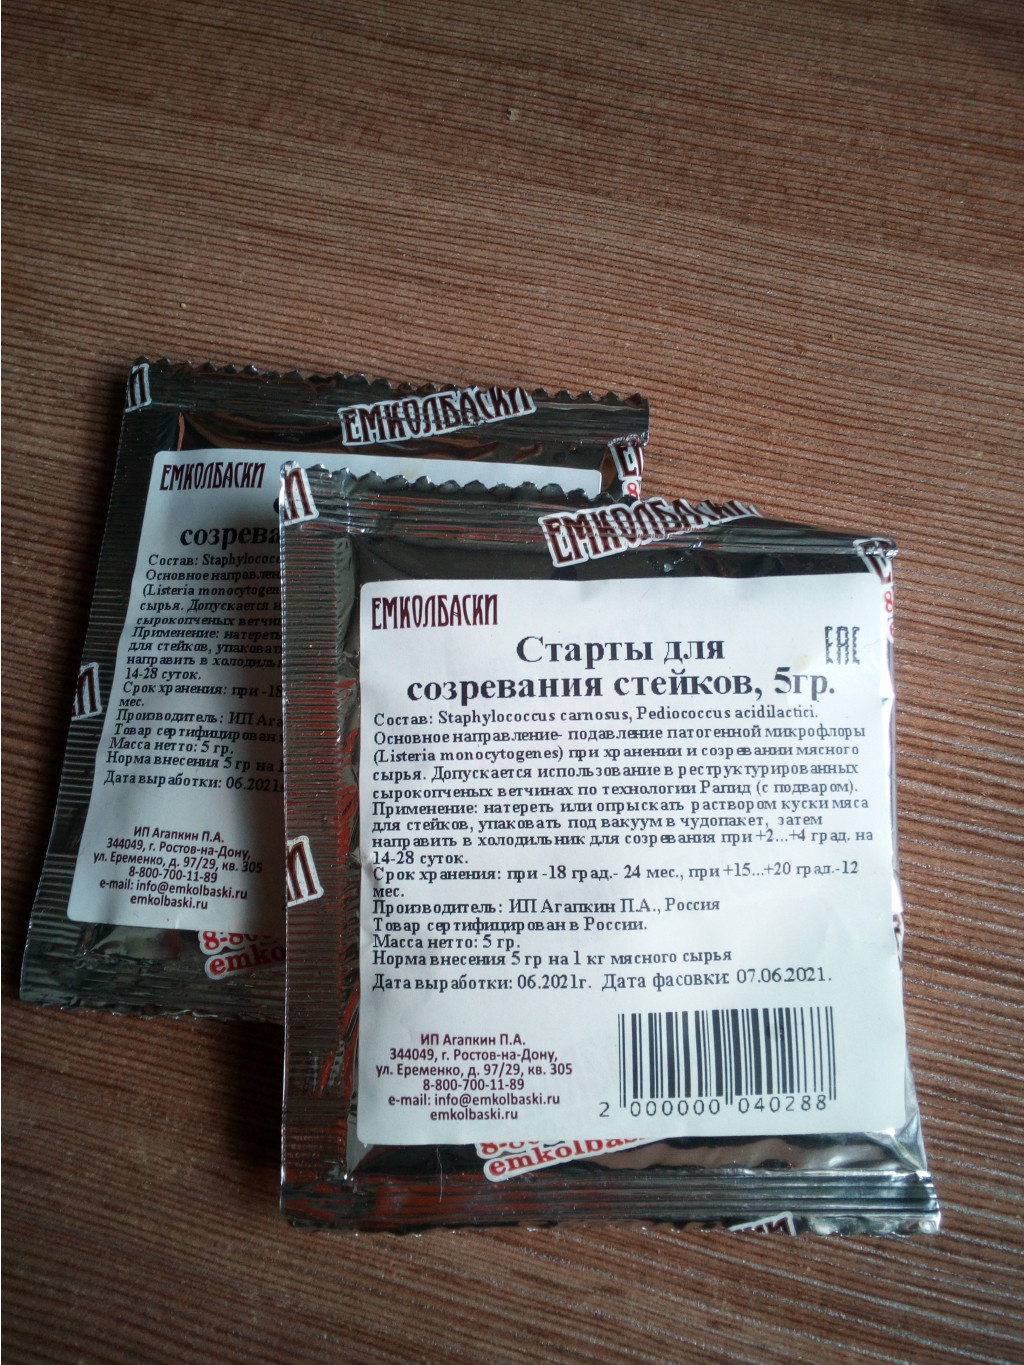 ЕМКОЛБАСКИ
ЕМКОЛБАСКИ
созрева
Состав: Staphylococc
Основное направлен
(Listeria monocytogen
сырья. Допускается и
сырокопченых ветчин
Применение: натерет
для стейков, упаковат
направить в холодиль
14-28 суток.
Срок хранения: при -18
мес.
Производитель: ИП Ага
Товар сертифицирован в
Масса нетто: 5 гр.
Норма внесения 5 гр на 1
Дата выработки: 06.2021г
ИП Агапкин П.А.
344049, г. Ростов-на-Дону,
ул. Еременко, д. 97/29, кв. 305
8-800-700-11-89
e-mail: info@emkolbaski.ru
emkolbaski.ru
ЕМКОЛБАСКИ
ЕМКОЛБАСКИ
Старты для
созревания стейков, 5гр.
EAC
Состав: Staphylococcus carnosus, Pediococcus acidilactici.
Основное направление- подавление патогенной микрофлоры
(Listeria monocytogenes) при хранении и созревании мясного
сырья. Допускается использование в реструктурированных
сырокопченых ветчинах по технологии Рапид (с подваром).
Применение: натереть или опрыскать раствором куски мяса
для стейков, упаковать под вакуум в чудопакет, затем
направить в холодильник для созревания при +2...+4 град. на
14-28 суток.
Срок хранения: при -18 град.- 24 мес., при +15...+20 град.-12
мес.
Производитель: ИП Агапкин П.А., Россия
Товар сертифицирован в России.
Масса нетто: 5 гр.
Норма внесения 5 гр на 1 кг мясного сырья
Дата выработки: 06.2021г. Дата фасовки: 07.06.2021.
ИП Агапкин П.А.
344049, г. Ростов-на-Дону,
ул. Еременко, д. 97/29, кв. 305
8-800-700-11-89
e-mail: info@emkolbaski.ru
emkolbaski.ru
2 000000 040288
emkolbaski